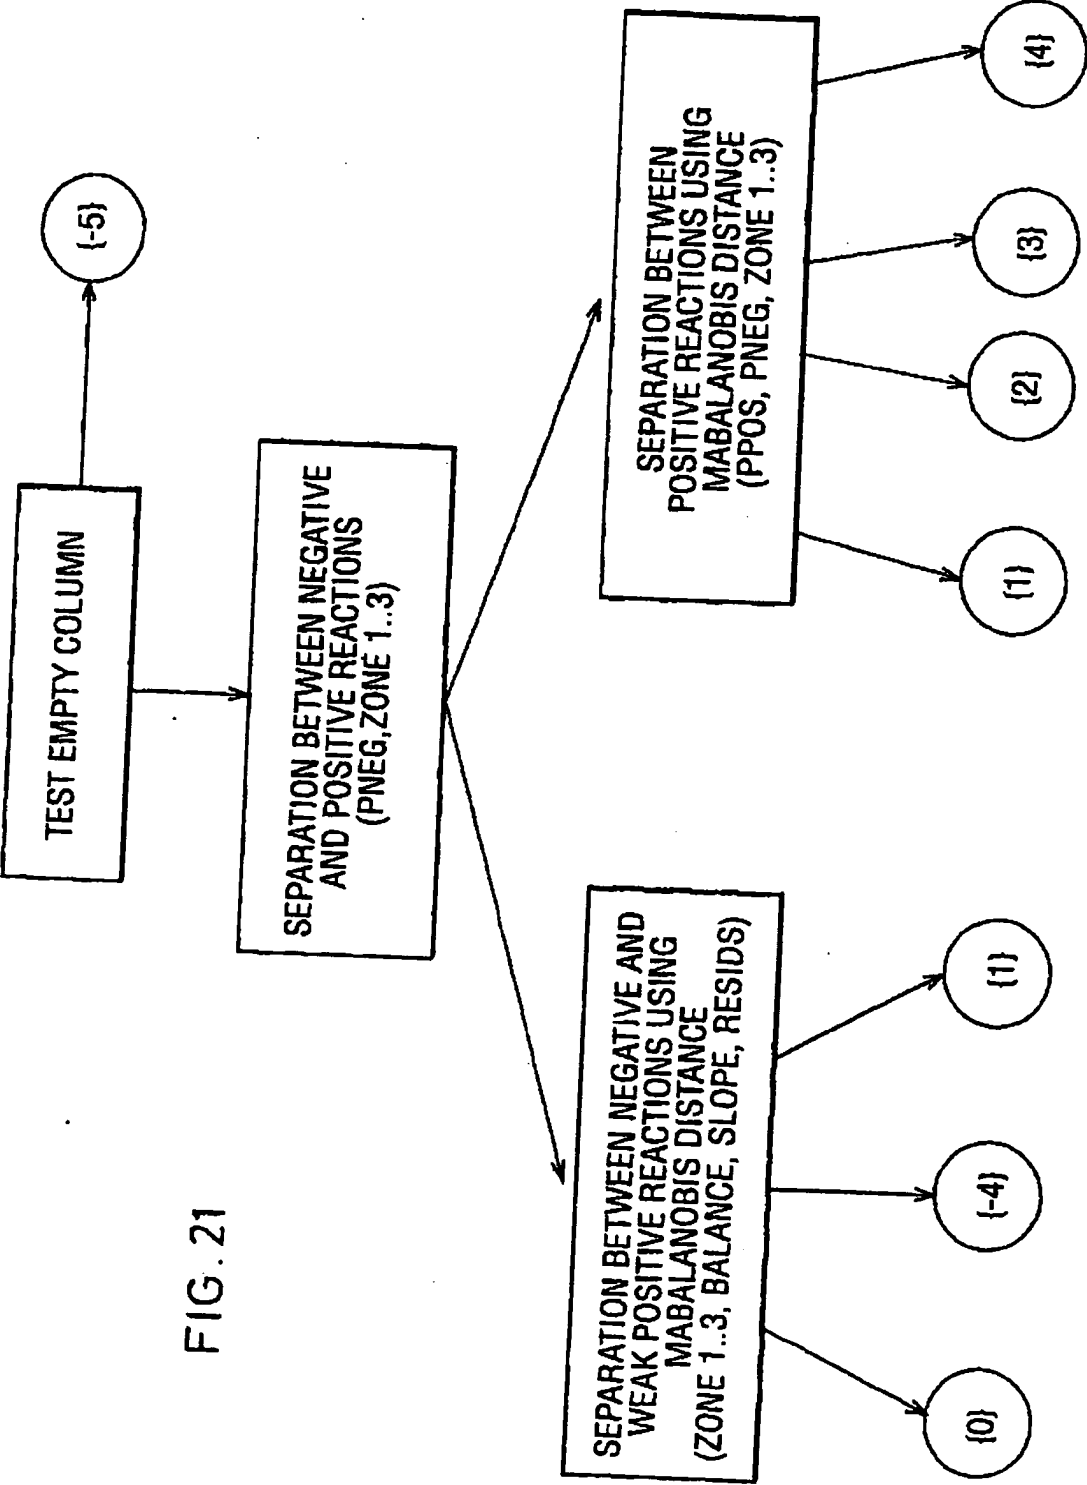 FIG. 21
TEST EMPTY COLUMN
{-5}
SEPARATION BETWEEN NEGATIVE
AND POSITIVE REACTIONS
(PNEG,ZONE 1..3)
SEPARATION BETWEEN NEGATIVE AND
WEAK POSITIVE REACTIONS USING
MABALANOBIS DISTANCE
(ZONE 1..3, BALANCE, SLOPE, RESIDS)
SEPARATION BETWEEN
POSITIVE REACTIONS USING
MABALANOBIS DISTANCE
(PPOS, PNEG, ZONE 1..3)
{0}
{-4}
{1}
{1}
{2}
{3}
{4}